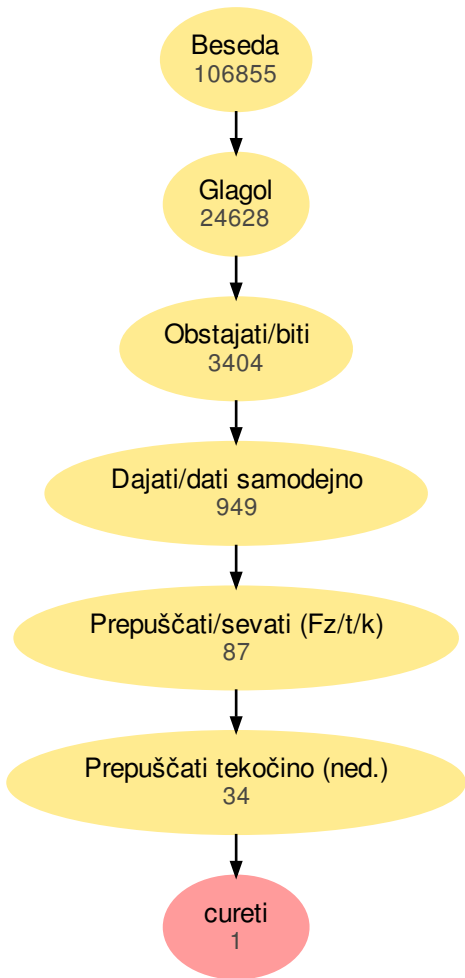 Beseda
106855
Glagol
24628
Obstajati/biti
3404
Dajati/dati samodejno
949
Prepuščati/sevati (Fz/t/k)
87
Prepuščati tekočino (ned.)
34
cureti
1